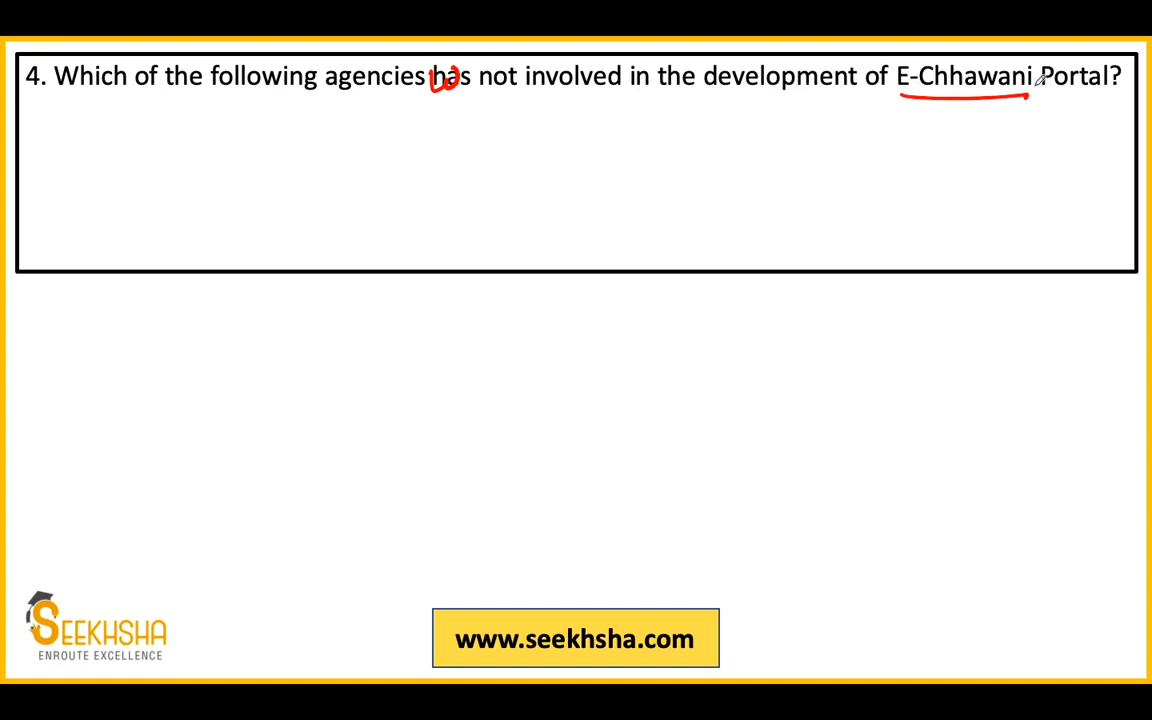 4. Which of the following agencies has not involved in the development of E-Chhawani Portal?
SEEKHSHA
ENROUTE EXCELLENCE
www.seekhsha.com